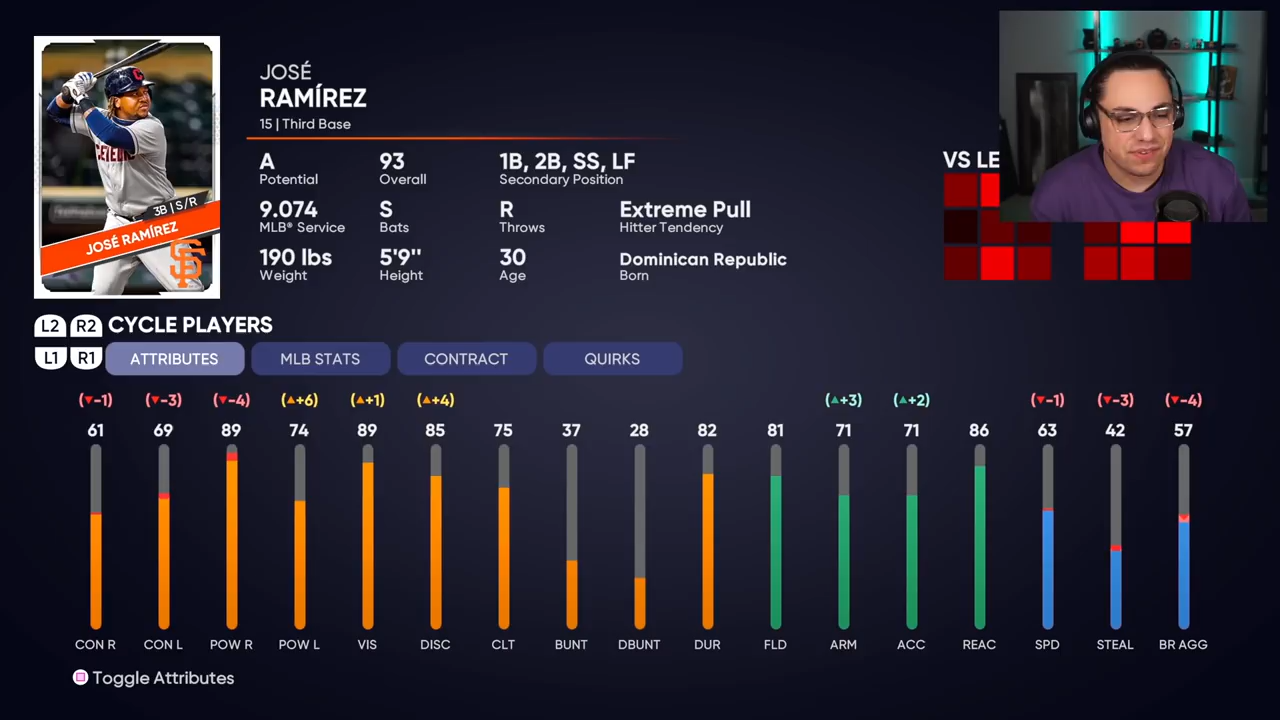 JOSÉ
RAMÍREZ
15 | Third Base
A
Potential
93
Overall
1B, 2B, SS, LF
Secondary Position
9.074
MLB® Service
S
Bats
R
Throws
Extreme Pull
Hitter Tendency
190 lbs
Weight
5'9''
Height
30
Age
Dominican Republic
Born
3B | S/R
JOSÉ RAMÍREZ
SF
VS LE
L2 R2 CYCLE PLAYERS
L1 R1 ATTRIBUTES MLB STATS CONTRACT QUIRKS
(▼-1) (▼-3) (▼-4) (▲+6) (▲+1) (▲+4) (▲+3) (▲+2) (▼-1) (▼-3) (▼-4)
61 69 89 74 89 85 75 37 28 82 81 71 71 86 63 42 57
CON R CON L POW R POW L VIS DISC CLT BUNT DBUNT DUR FLD ARM ACC REAC SPD STEAL BR AGG
Toggle Attributes